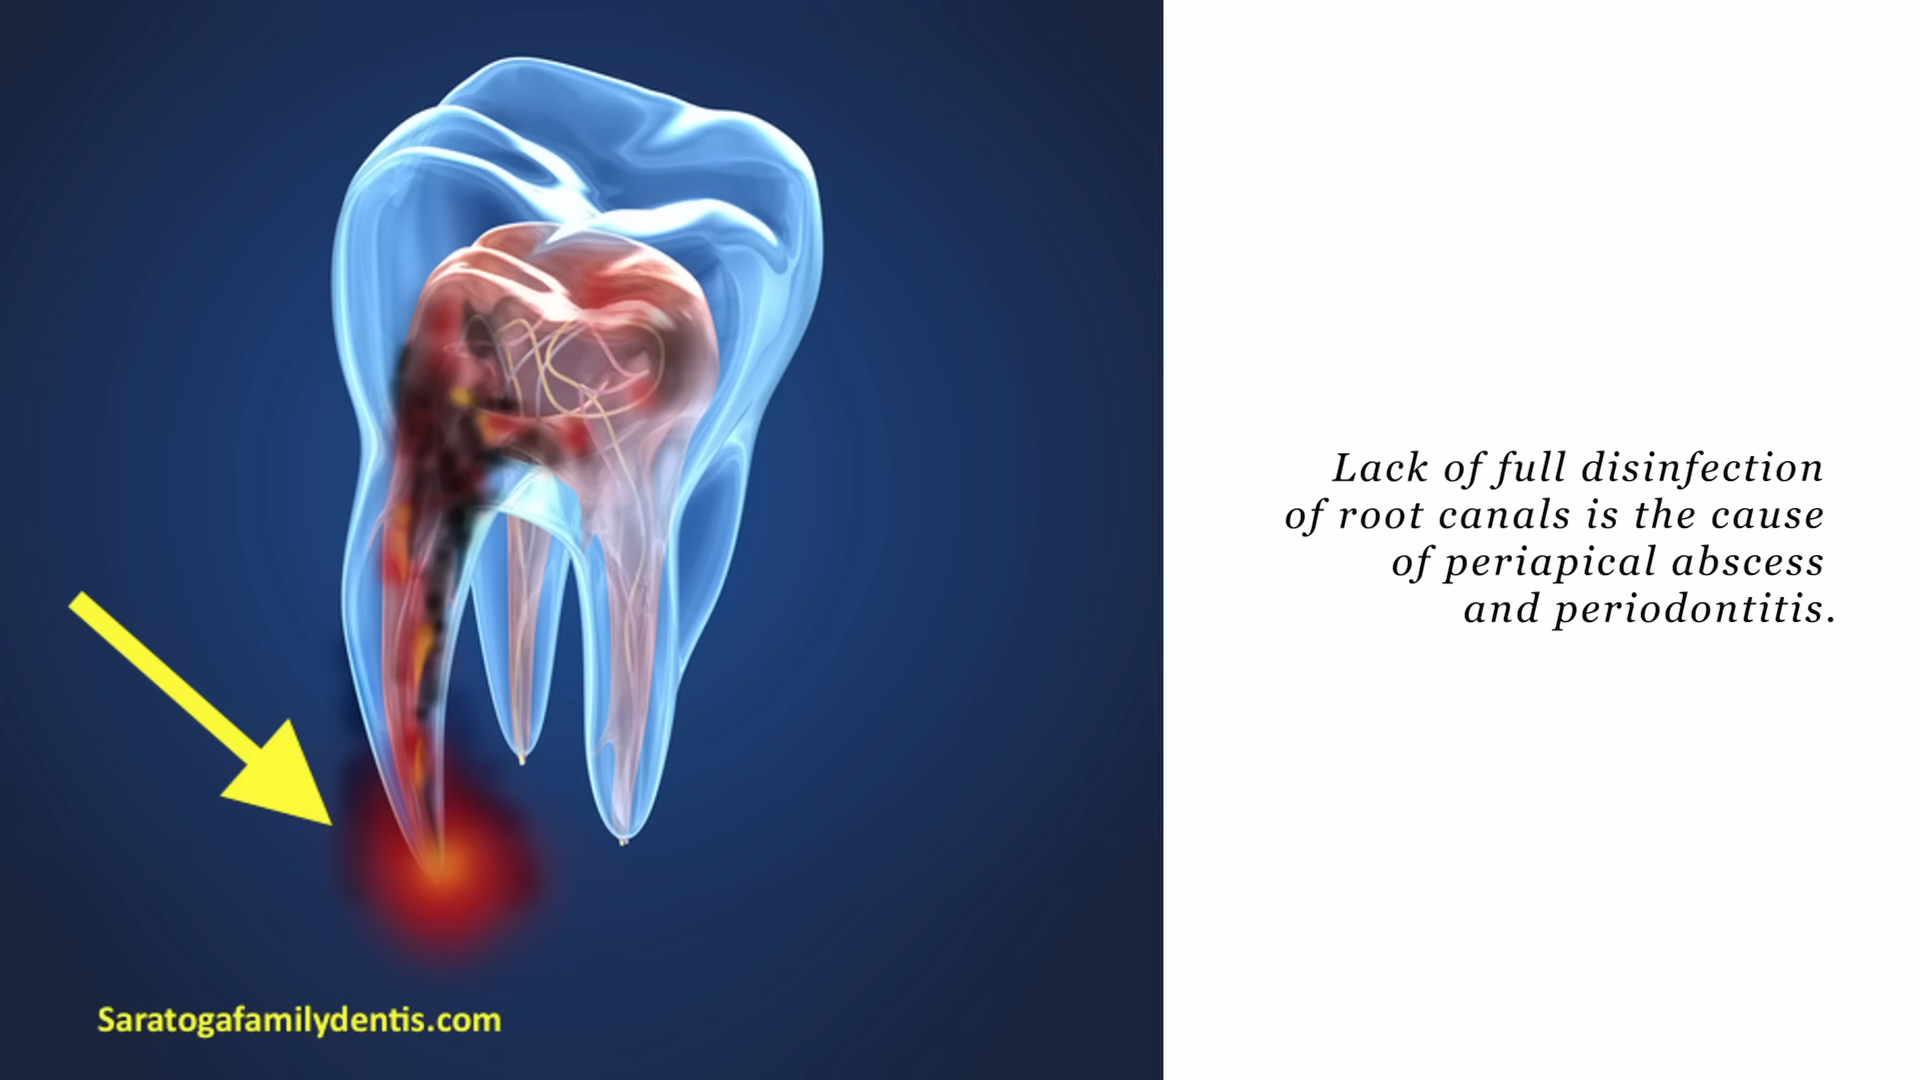 Lack of full disinfection
of root canals is the cause
of periapical abscess
and periodontitis.
Saratogafamilydentis.com